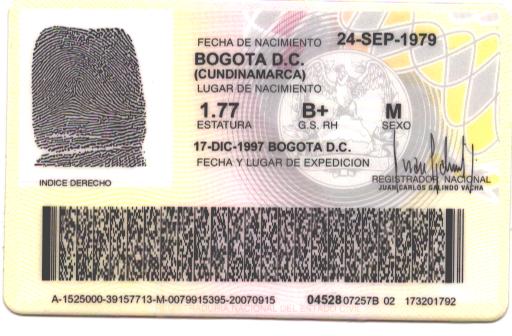 FECHA DE NACIMIENTO 24-SEP-1979
BOGOTA D.C.
(CUNDINAMARCA)
LUGAR DE NACIMIENTO
1.77 B+ M
ESTATURA G.S. RH SEXO
17-DIC-1997 BOGOTA D.C.
FECHA Y LUGAR DE EXPEDICION
REGISTRADOR NACIONAL
JUAN CARLOS GALINDO VACHA
INDICE DERECHO
A-1525000-39157713-M-0079915395-20070915 04528 07257B 02 173201792